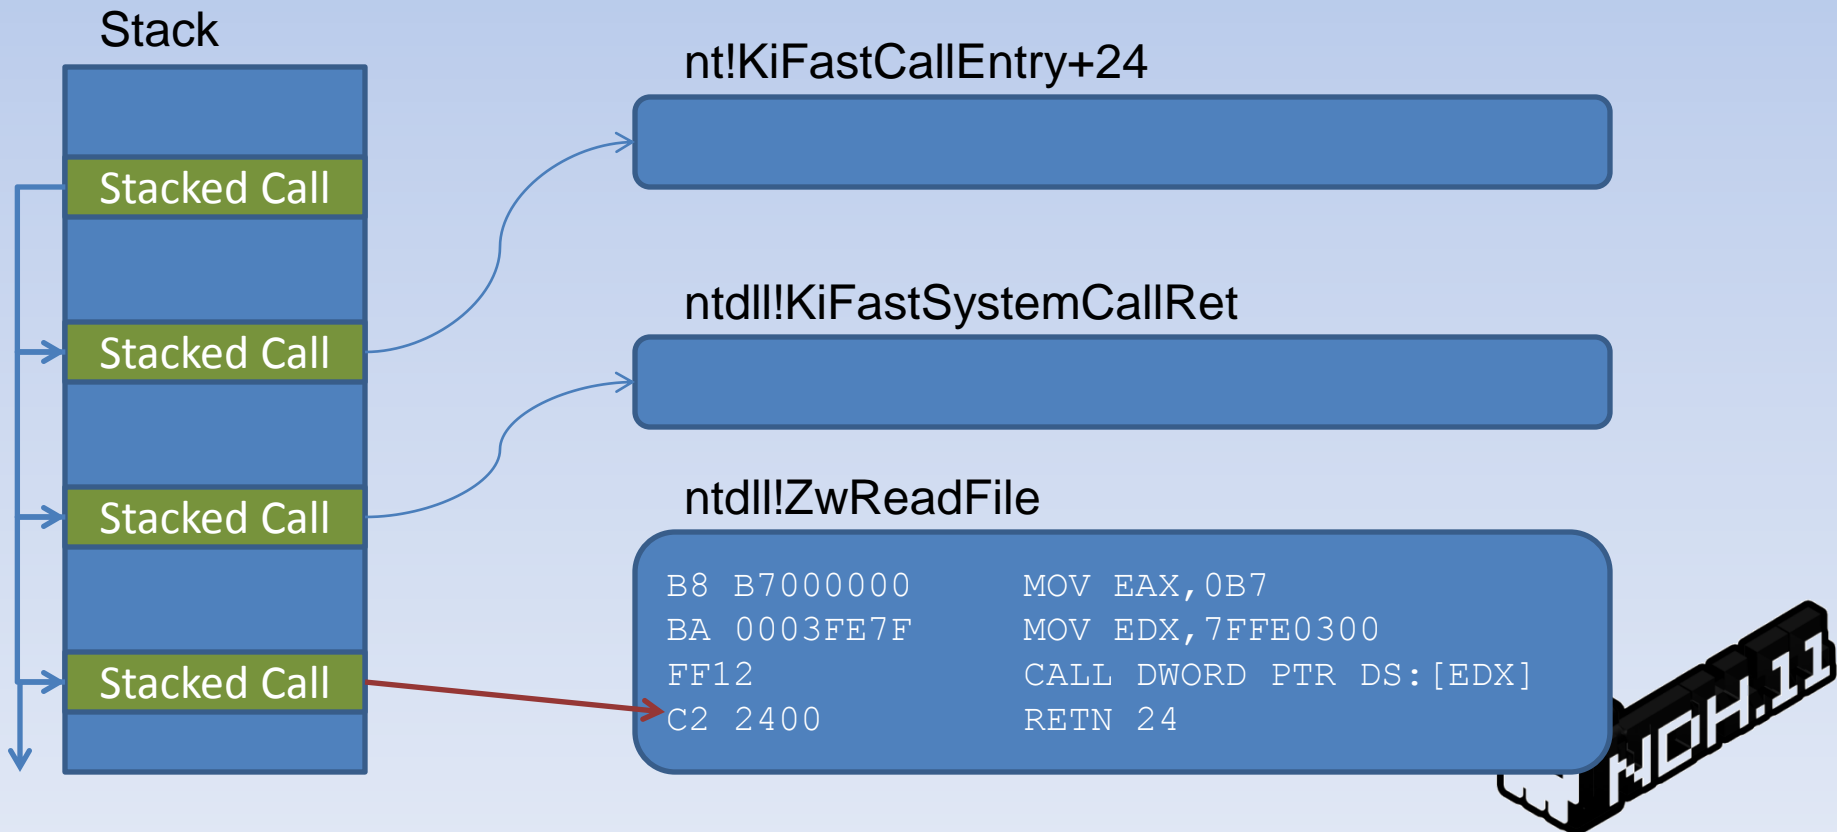 Stack
Stacked Call
Stacked Call
Stacked Call
Stacked Call
nt!KiFastCallEntry+24
ntdll!KiFastSystemCallRet
ntdll!ZwReadFile
B8 B7000000 MOV EAX,0B7
BA 0003FE7F MOV EDX,7FFE0300
FF12 CALL DWORD PTR DS:[EDX]
C2 2400 RETN 24
NDH.11